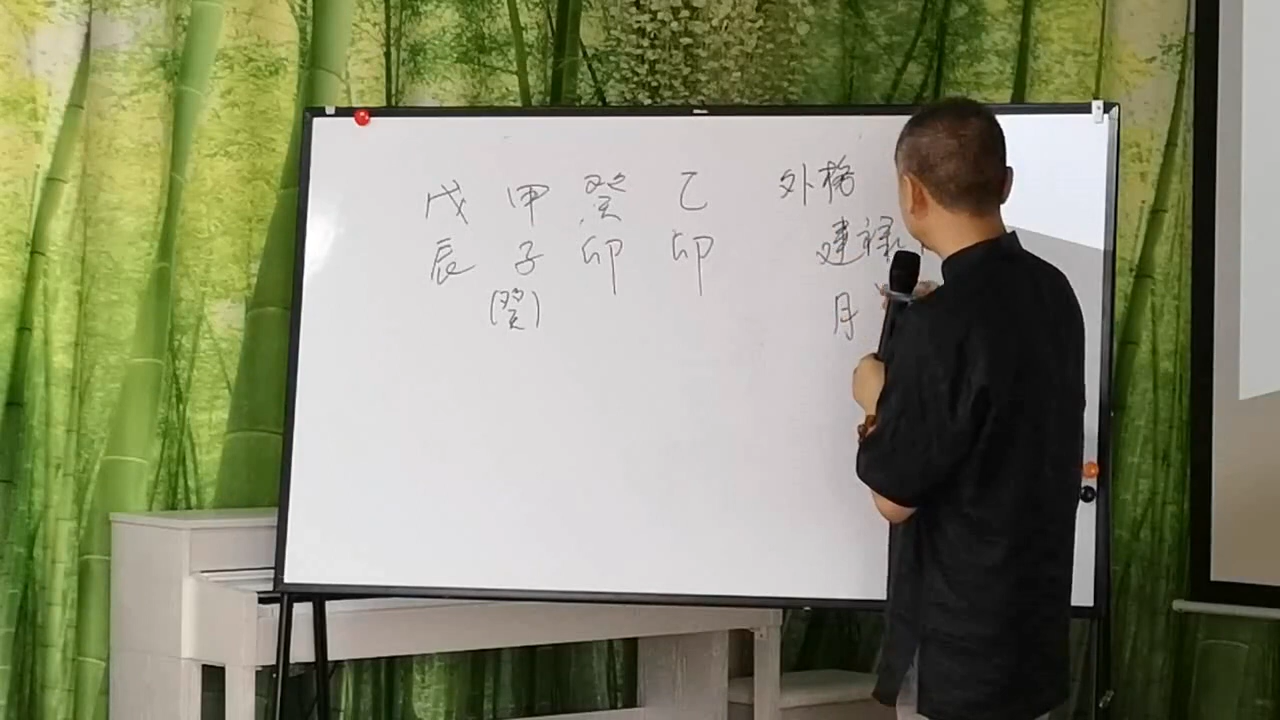 戊 甲 癸 乙 外格
辰 子 卯 卯 建禄
(癸) 月